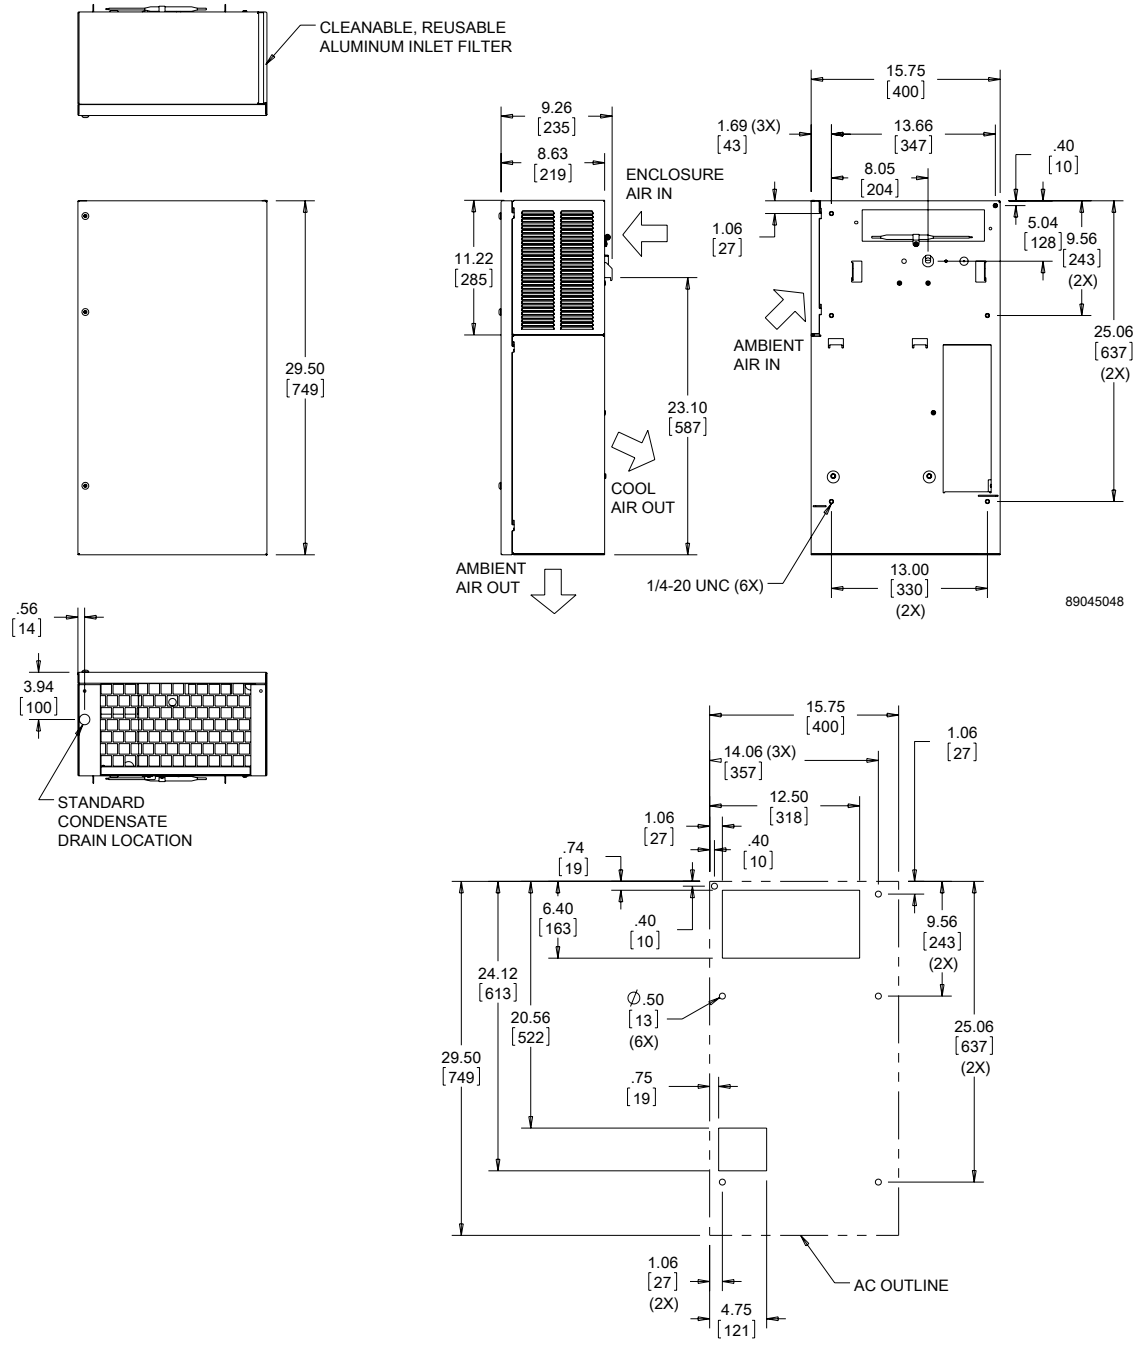 CLEANABLE, REUSABLE
ALUMINUM INLET FILTER
29.50
[749]
9.26
[235]
8.63
[219]
ENCLOSURE
AIR IN
11.22
[285]
23.10
[587]
COOL
AIR OUT
AMBIENT
AIR OUT
15.75
[400]
1.69 (3X)
[43]
13.66
[347]
.40
[10]
8.05
[204]
1.06
[27]
5.04
[128]
9.56
[243]
(2X)
AMBIENT
AIR IN
25.06
[637]
(2X)
1/4-20 UNC (6X)
13.00
[330]
(2X)
89045048
.56
[14]
3.94
[100]
STANDARD
CONDENSATE
DRAIN LOCATION
15.75
[400]
1.06
[27]
14.06 (3X)
[357]
12.50
[318]
1.06
[27]
.40
[10]
.74
[19]
6.40
[163]
.40
[10]
9.56
[243]
(2X)
24.12
[613]
20.56
[522]
Ø.50
[13]
(6X)
25.06
[637]
(2X)
29.50
[749]
.75
[19]
1.06
[27]
(2X)
4.75
[121]
AC OUTLINE